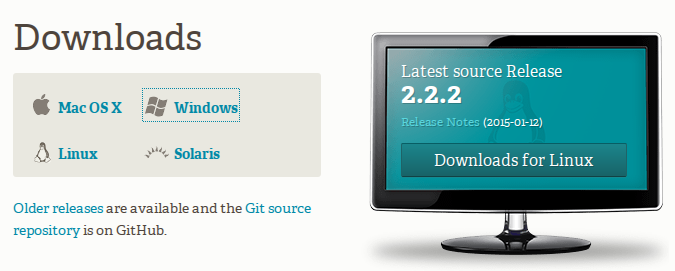 Downloads
Mac OS X
Windows
Linux
Solaris
Older releases are available and the Git source
repository is on GitHub.
Latest source Release
2.2.2
Release Notes (2015-01-12)
Downloads for Linux